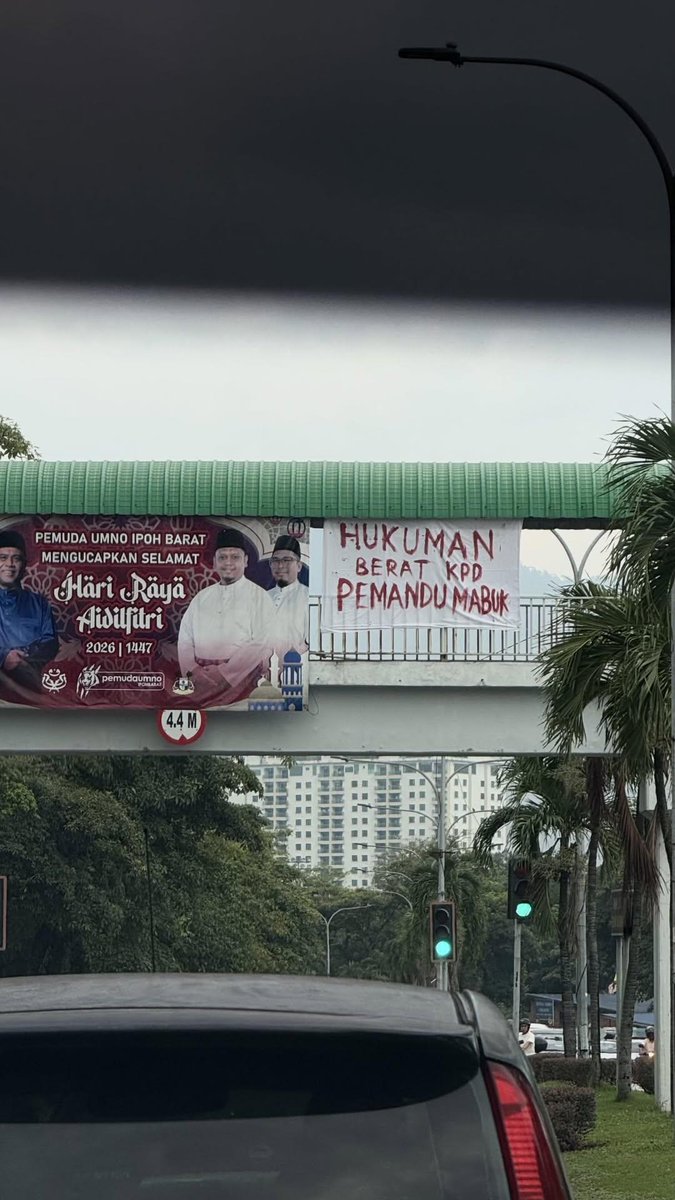 PEMUDA UMNO IPOH BARAT
MENGUCAPKAN SELAMAT
Hari Raya
Aidilfitri
2026 | 1447
pemudaumno
HUKUMAN
BERAT KPD
PEMANDU MABUK
4.4 M